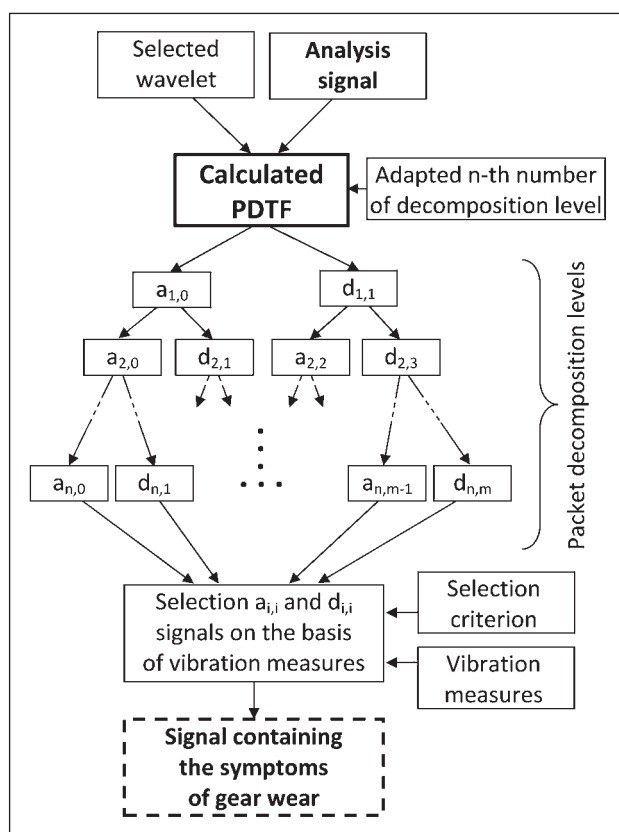 Selected
wavelet
Analysis
signal
Calculated
PDTF
Adapted n-th number
of decomposition level
a1,0
d1,1
a2,0
d2,1
a2,2
d2,3
an,0
dn,1
an,m-1
dn,m
Packet decomposition levels
Selection ai,i and di,i
signals on the basis
of vibration measures
Selection
criterion
Vibration
measures
Signal containing
the symptoms
of gear wear